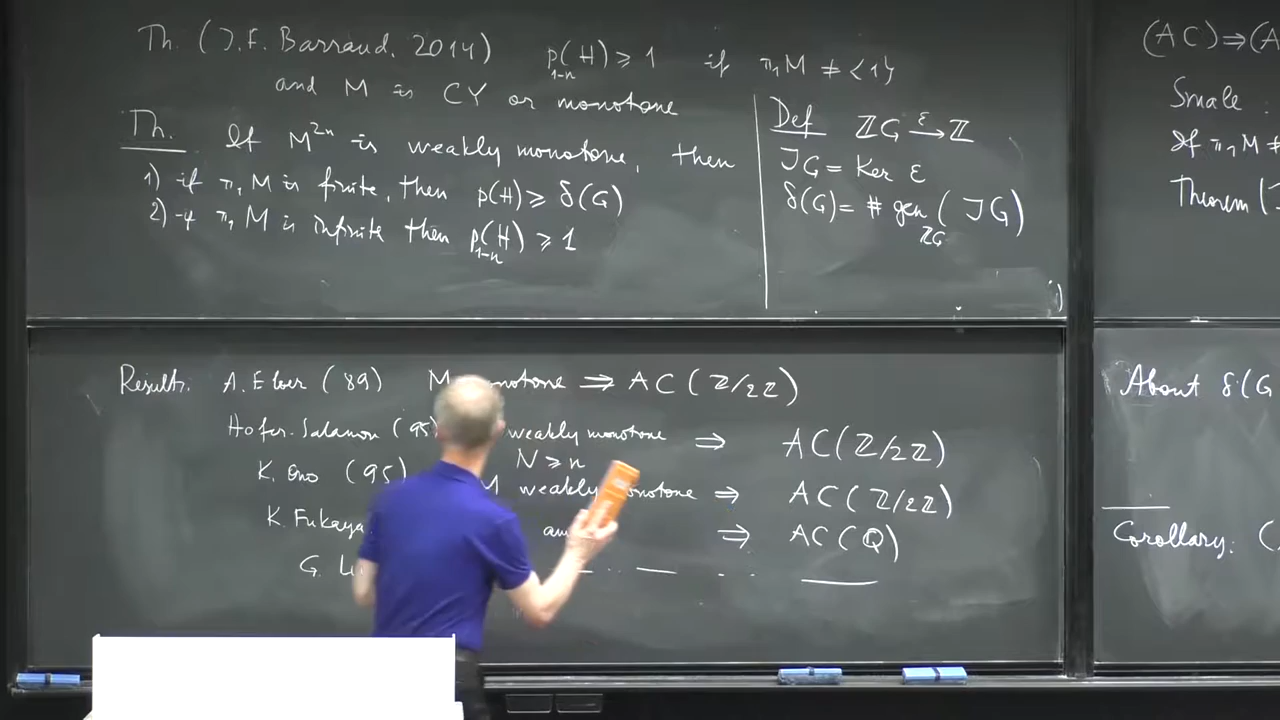 Th. (J.F. Barraud. 2014) p(H) ≥ 1 if π₁M ≠ {1}
1-n
and M is CY or monotone
Th. If M²ⁿ is weakly monotone, then
1) if π₁M is finite, then p(H) ≥ δ(G)
2) if π₁M is infinite then p(H) ≥ 1
1-n
Def ZG →ε Z
JG = Ker ε
δ(G) = # gen ( JG)
ZG
(AC) ⇒ (A
Smale :
If π₁M ≠
Theorem (
Results: A. Floer ('89) M monotone ⇒ AC(Z/2Z)
Hofer-Salamon (95) weakly monotone ⇒ AC(Z/2Z)
N ≥ n
K. Ono (95) M weakly monotone ⇒ AC(Z/2Z)
K. Fukaya ⇒ AC(Q)
G.
About δ(G
Corollary: (